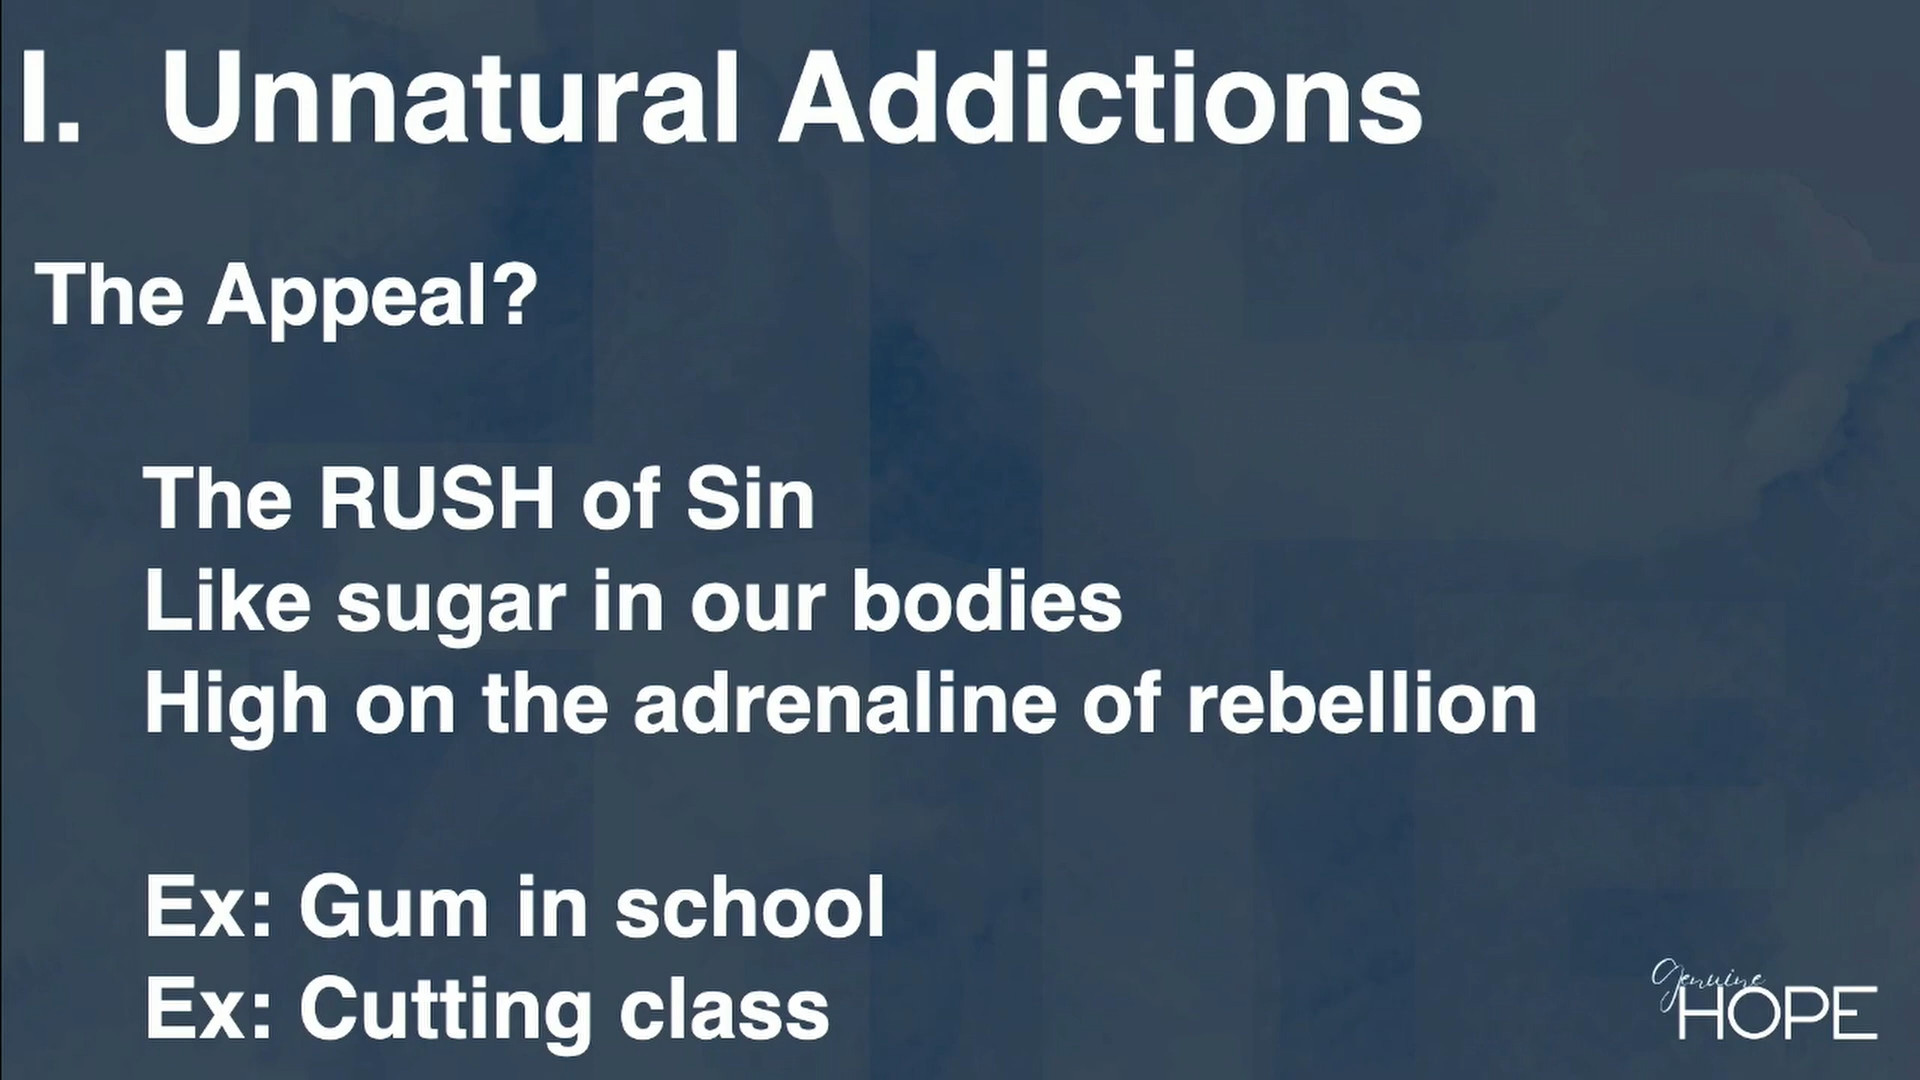 I. Unnatural Addictions
The Appeal?
The RUSH of Sin
Like sugar in our bodies
High on the adrenaline of rebellion
Ex: Gum in school
Ex: Cutting class
Genuine
HOPE